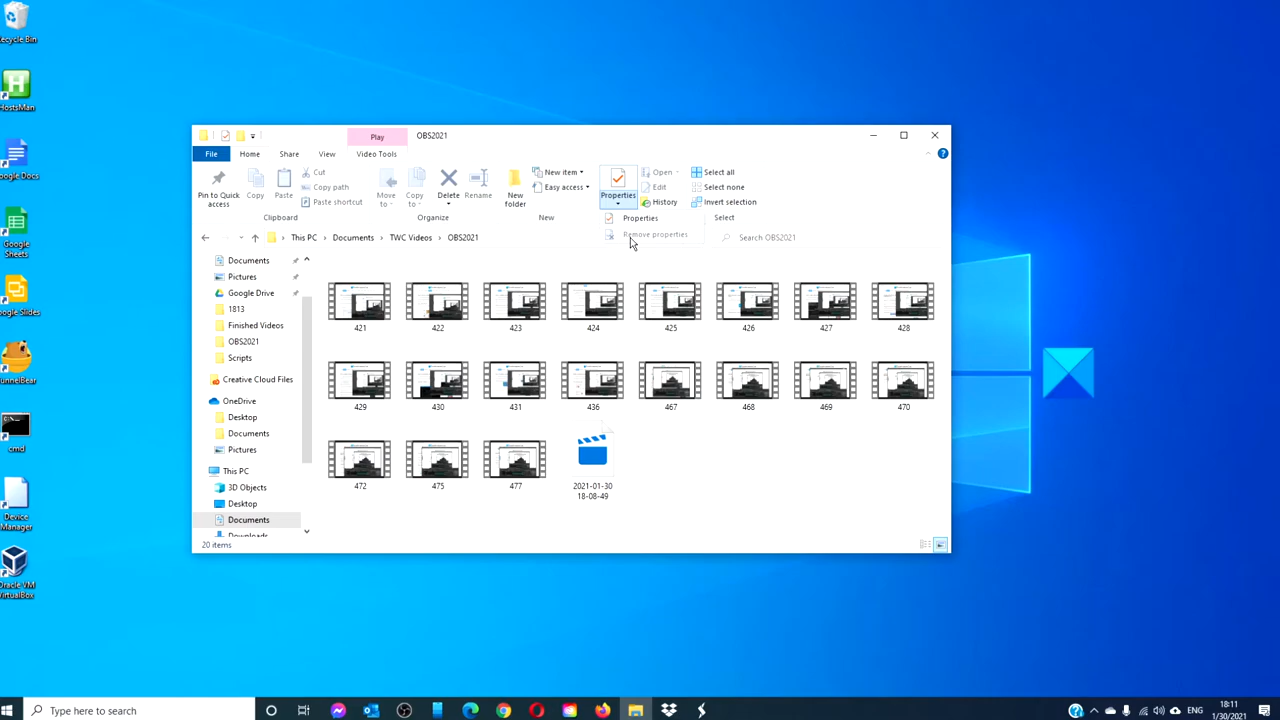 Recycle Bin
HostsMan
Google Docs
Google Sheets
Google Slides
TunnelBear
cmd
Device Manager
Oracle VM VirtualBox
Play
OBS2021
File
Home
Share
View
Video Tools
Pin to Quick access
Copy
Paste
Cut
Copy path
Paste shortcut
Clipboard
Move to
Copy to
Delete
Rename
Organize
New folder
New item
Easy access
New
Properties
Open
Edit
History
Select all
Select none
Invert selection
Select
Properties
Remove properties
This PC
Documents
TWC Videos
OBS2021
Search OBS2021
Documents
Pictures
Google Drive
1813
Finished Videos
OBS2021
Scripts
Creative Cloud Files
OneDrive
Desktop
Documents
Pictures
This PC
3D Objects
Desktop
Documents
Downloads
421
422
423
424
425
426
427
428
429
430
431
436
467
468
469
470
472
475
477
2021-01-30
18-08-49
20 items
Type here to search
ENG
18:11
1/30/2021